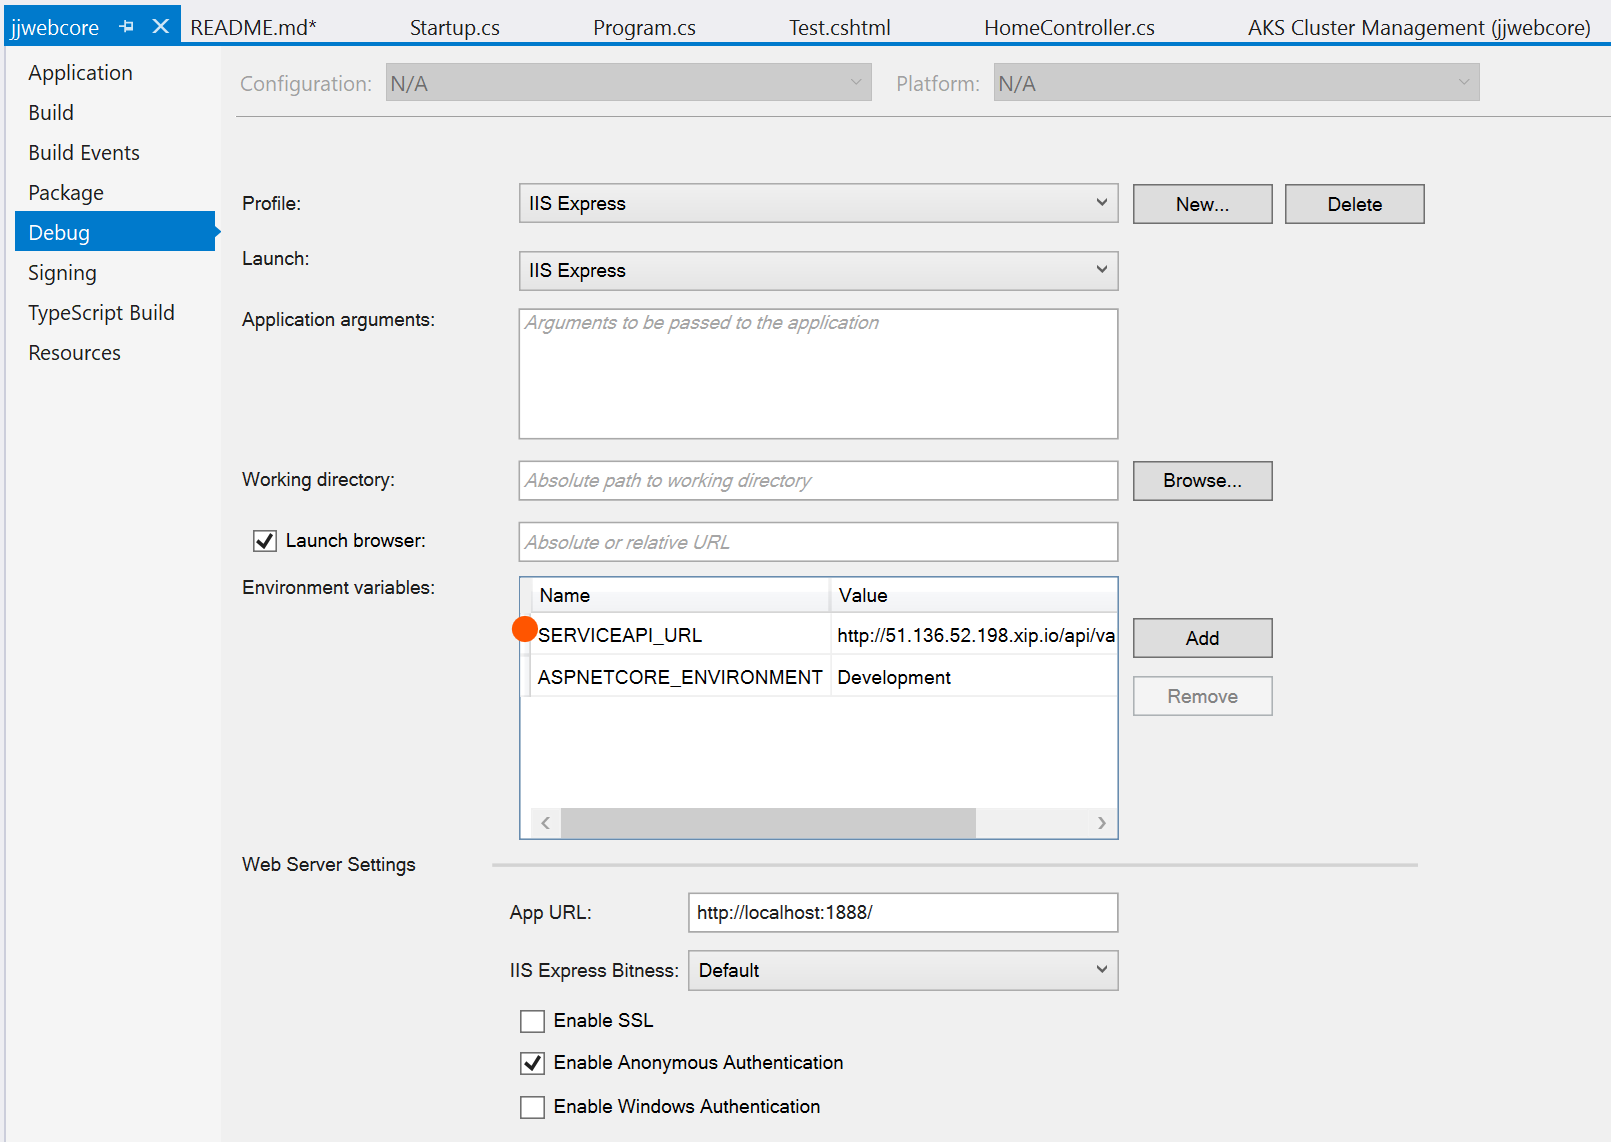 jjwebcore README.md* Startup.cs Program.cs Test.cshtml HomeController.cs AKS Cluster Management (jjwebcore)
Application
Build
Build Events
Package
Debug
Signing
TypeScript Build
Resources
Configuration: N/A Platform: N/A
Profile: IIS Express New... Delete
Launch: IIS Express
Application arguments: Arguments to be passed to the application
Working directory: Absolute path to working directory Browse...
Launch browser: Absolute or relative URL
Environment variables:
Name Value
SERVICEAPI_URL http://51.136.52.198.xip.io/api/va
ASPNETCORE_ENVIRONMENT Development
Add
Remove
Web Server Settings
App URL: http://localhost:1888/
IIS Express Bitness: Default
Enable SSL
Enable Anonymous Authentication
Enable Windows Authentication